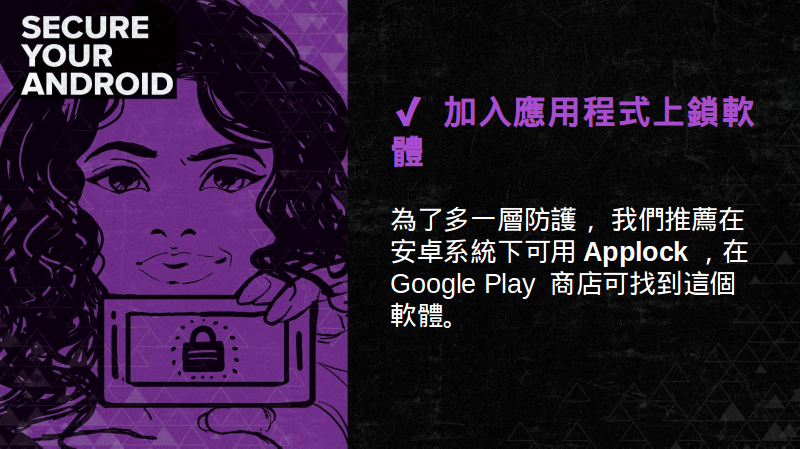 SECURE
YOUR
ANDROID
✓ 加入應用程式上鎖軟
體
為了多一層防護，我們推薦在
安卓系統下可用 Applock ，在
Google Play 商店可找到這個
軟體。